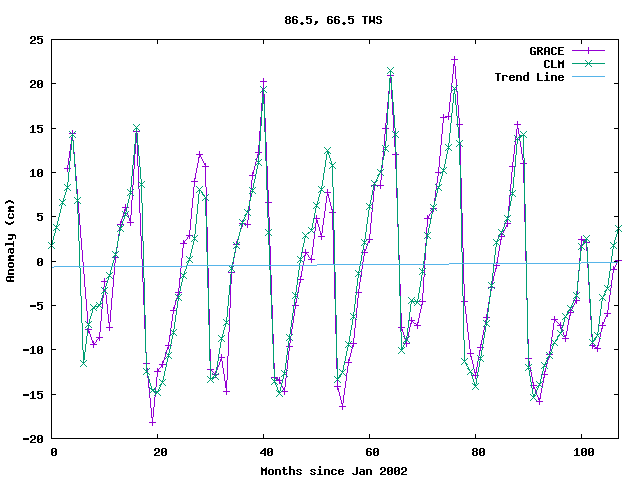 86.5, 66.5 TWS
GRACE
CLM
Trend Line
25
20
15
10
5
0
-5
-10
-15
-20
Anomaly (cm)
0 20 40 60 80 100
Months since Jan 2002